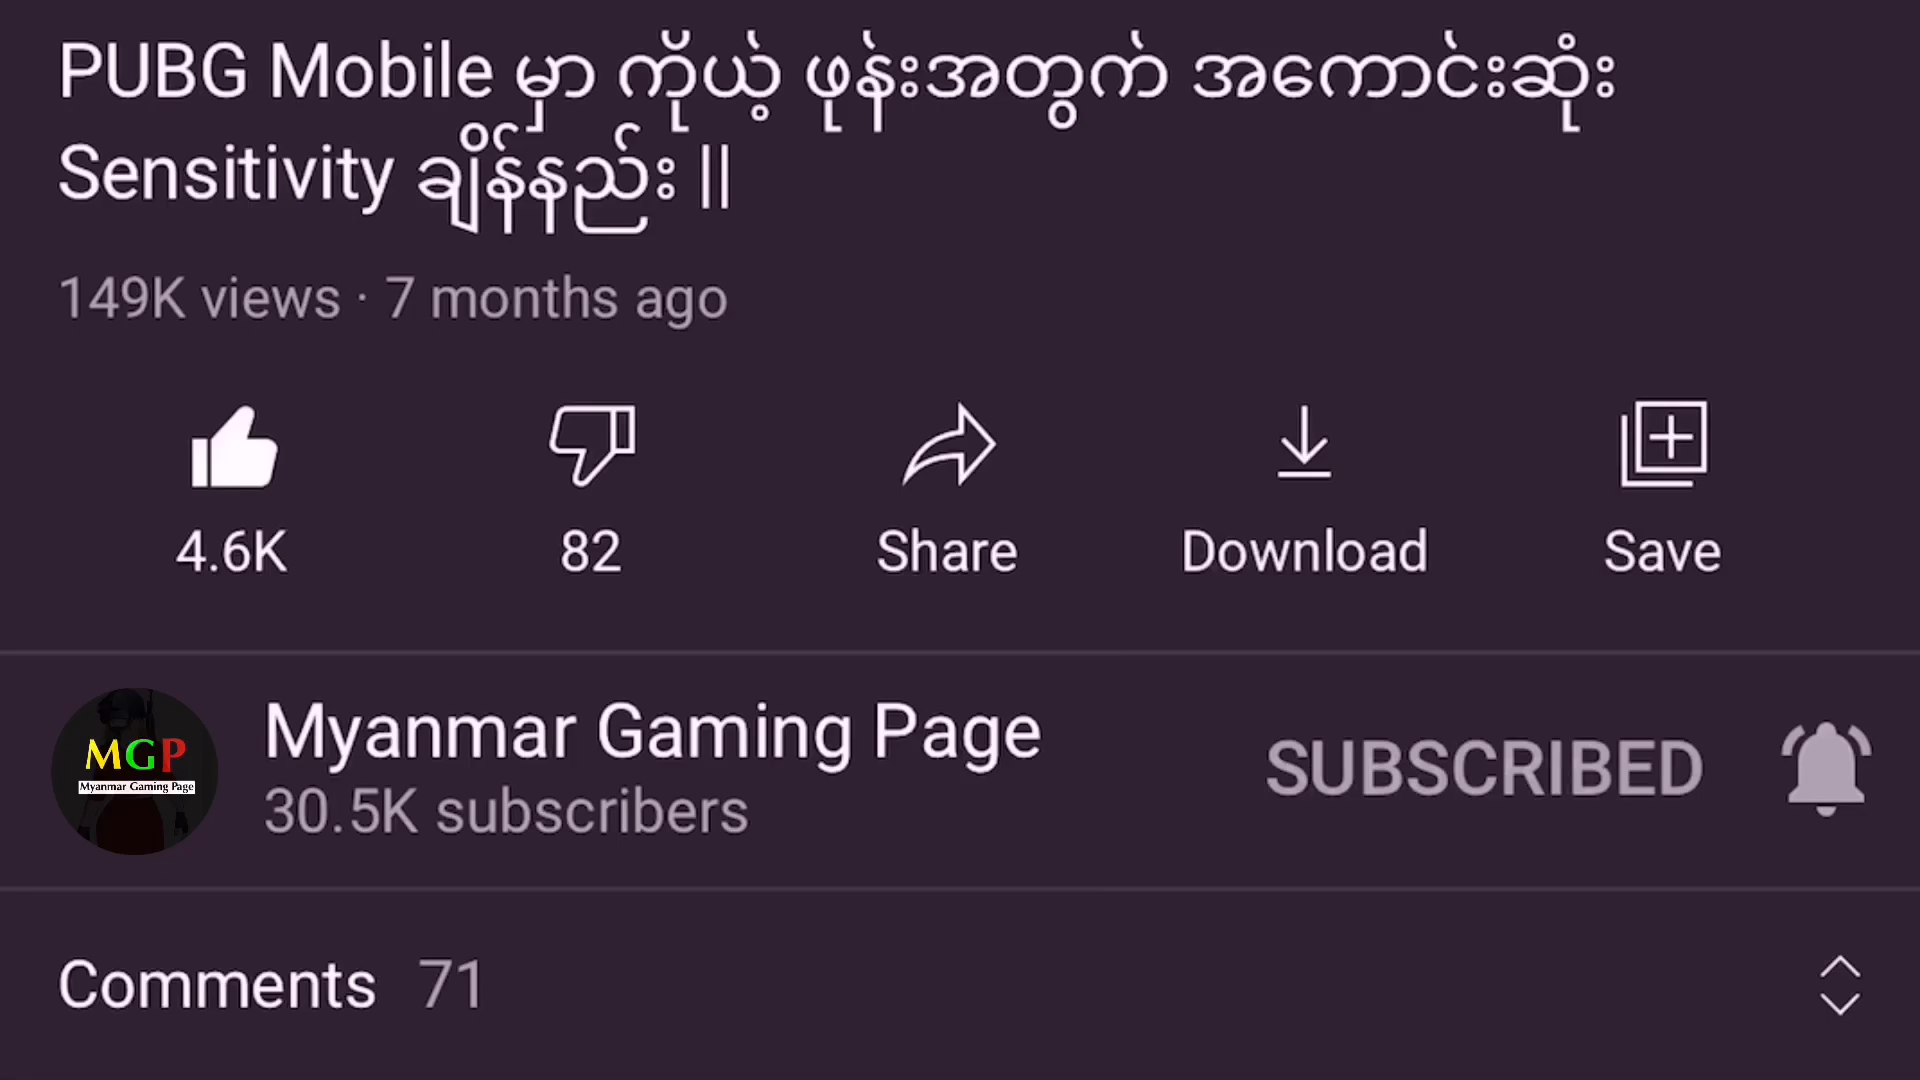 PUBG Mobile မှာ ကိုယ့် ဖုန်းအတွက် အကောင်းဆုံး
Sensitivity ချိန်နည်း ||
149K views · 7 months ago
4.6K 82 Share Download Save
MGP
Myanmar Gaming Page
Myanmar Gaming Page
30.5K subscribers
SUBSCRIBED
Comments 71